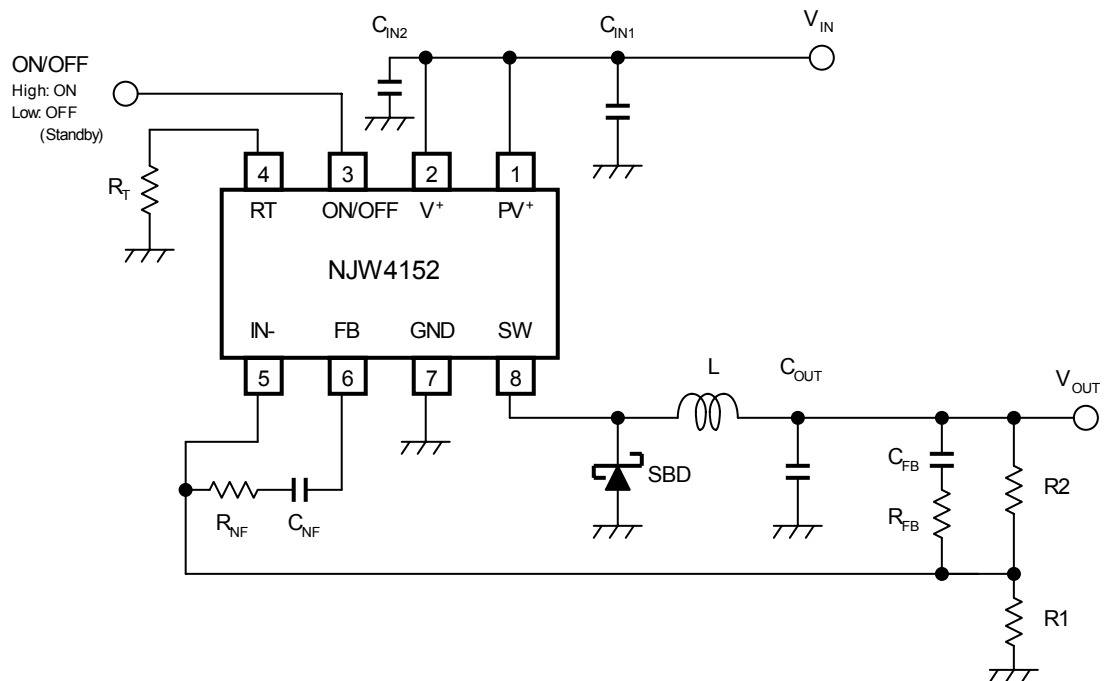 V_IN
C_IN2
C_IN1
ON/OFF
High: ON
Low: OFF
(Standby)
R_T
4
3
2
1
RT
ON/OFF
V⁺
PV⁺
NJW4152
IN-
FB
GND
SW
5
6
7
8
L
C_OUT
V_OUT
SBD
C_FB
R2
R_FB
R_NF
C_NF
R1